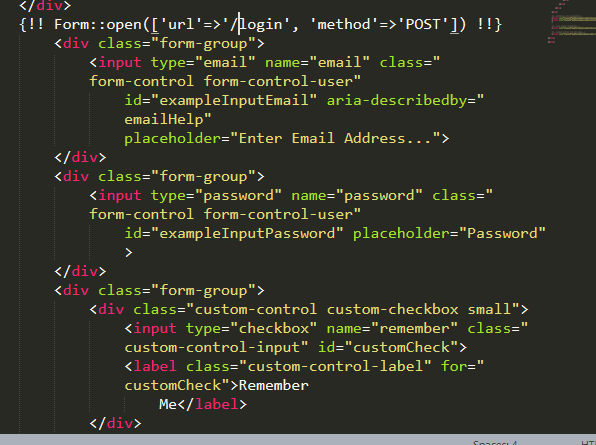 </div>
{!! Form::open(['url'=>'/login', 'method'=>'POST']) !!}
<div class="form-group">
<input type="email" name="email" class="
form-control form-control-user"
id="exampleInputEmail" aria-describedby="
emailHelp"
placeholder="Enter Email Address...">
</div>
<div class="form-group">
<input type="password" name="password" class="
form-control form-control-user"
id="exampleInputPassword" placeholder="Password"
>
</div>
<div class="form-group">
<div class="custom-control custom-checkbox small">
<input type="checkbox" name="remember" class="
custom-control-input" id="customCheck">
<label class="custom-control-label" for="
customCheck">Remember
Me</label>
</div>